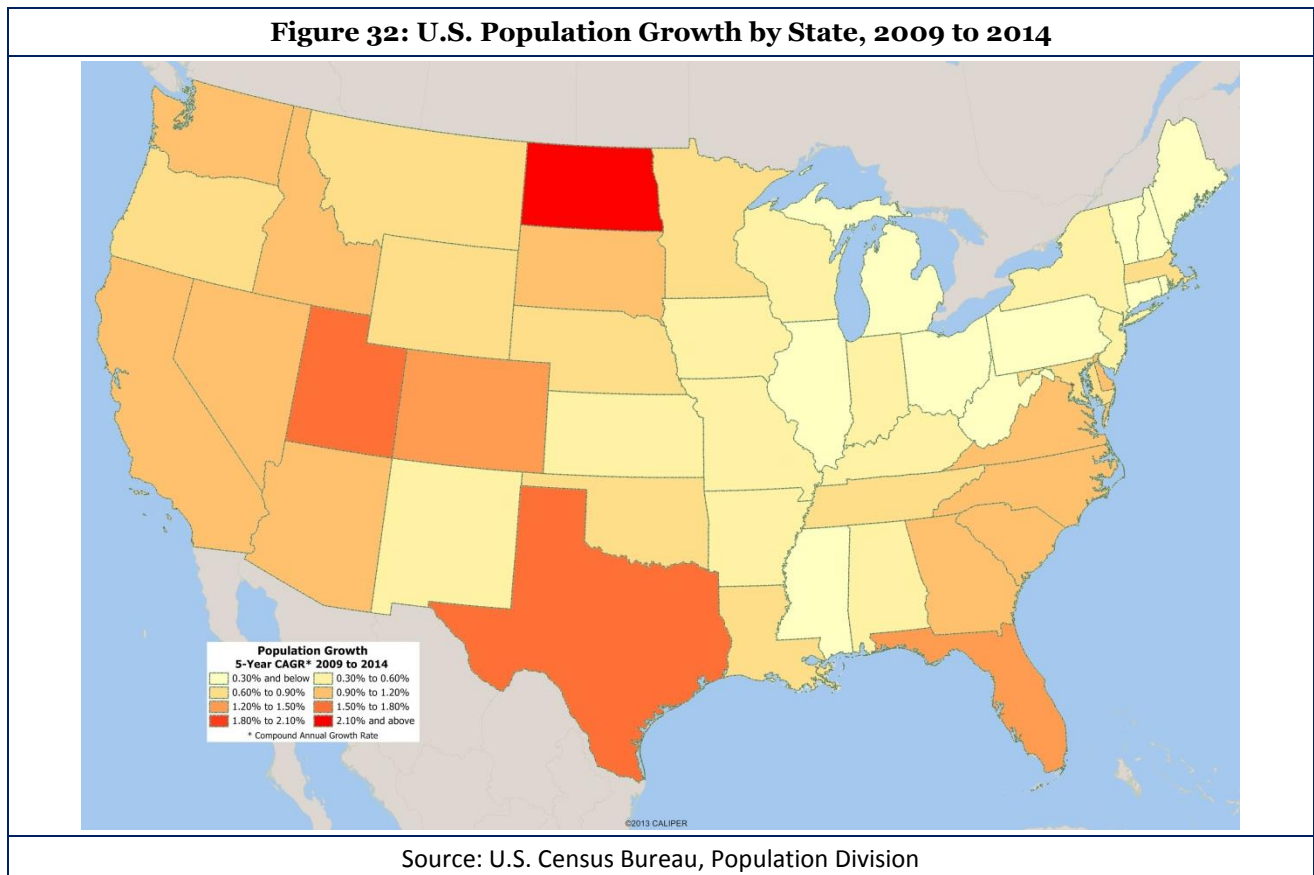 Figure 32: U.S. Population Growth by State, 2009 to 2014
Population Growth
5-Year CAGR* 2009 to 2014
0.30% and below 0.30% to 0.60%
0.60% to 0.90% 0.90% to 1.20%
1.20% to 1.50% 1.50% to 1.80%
1.80% to 2.10% 2.10% and above
* Compound Annual Growth Rate
©2013 CALIPER
Source: U.S. Census Bureau, Population Division